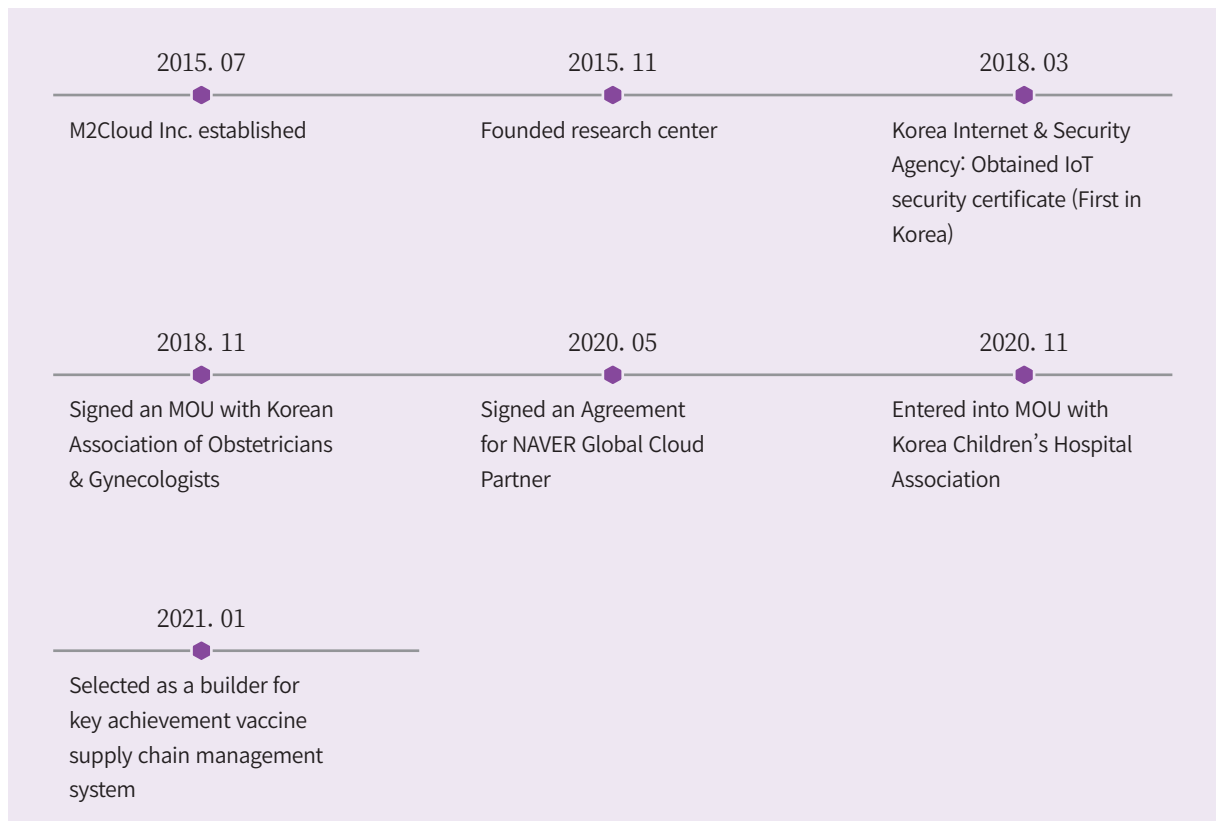 2015. 07
M2Cloud Inc. established
2015. 11
Founded research center
2018. 03
Korea Internet & Security
Agency: Obtained IoT
security certificate (First in
Korea)
2018. 11
Signed an MOU with Korean
Association of Obstetricians
& Gynecologists
2020. 05
Signed an Agreement
for NAVER Global Cloud
Partner
2020. 11
Entered into MOU with
Korea Children’s Hospital
Association
2021. 01
Selected as a builder for
key achievement vaccine
supply chain management
system